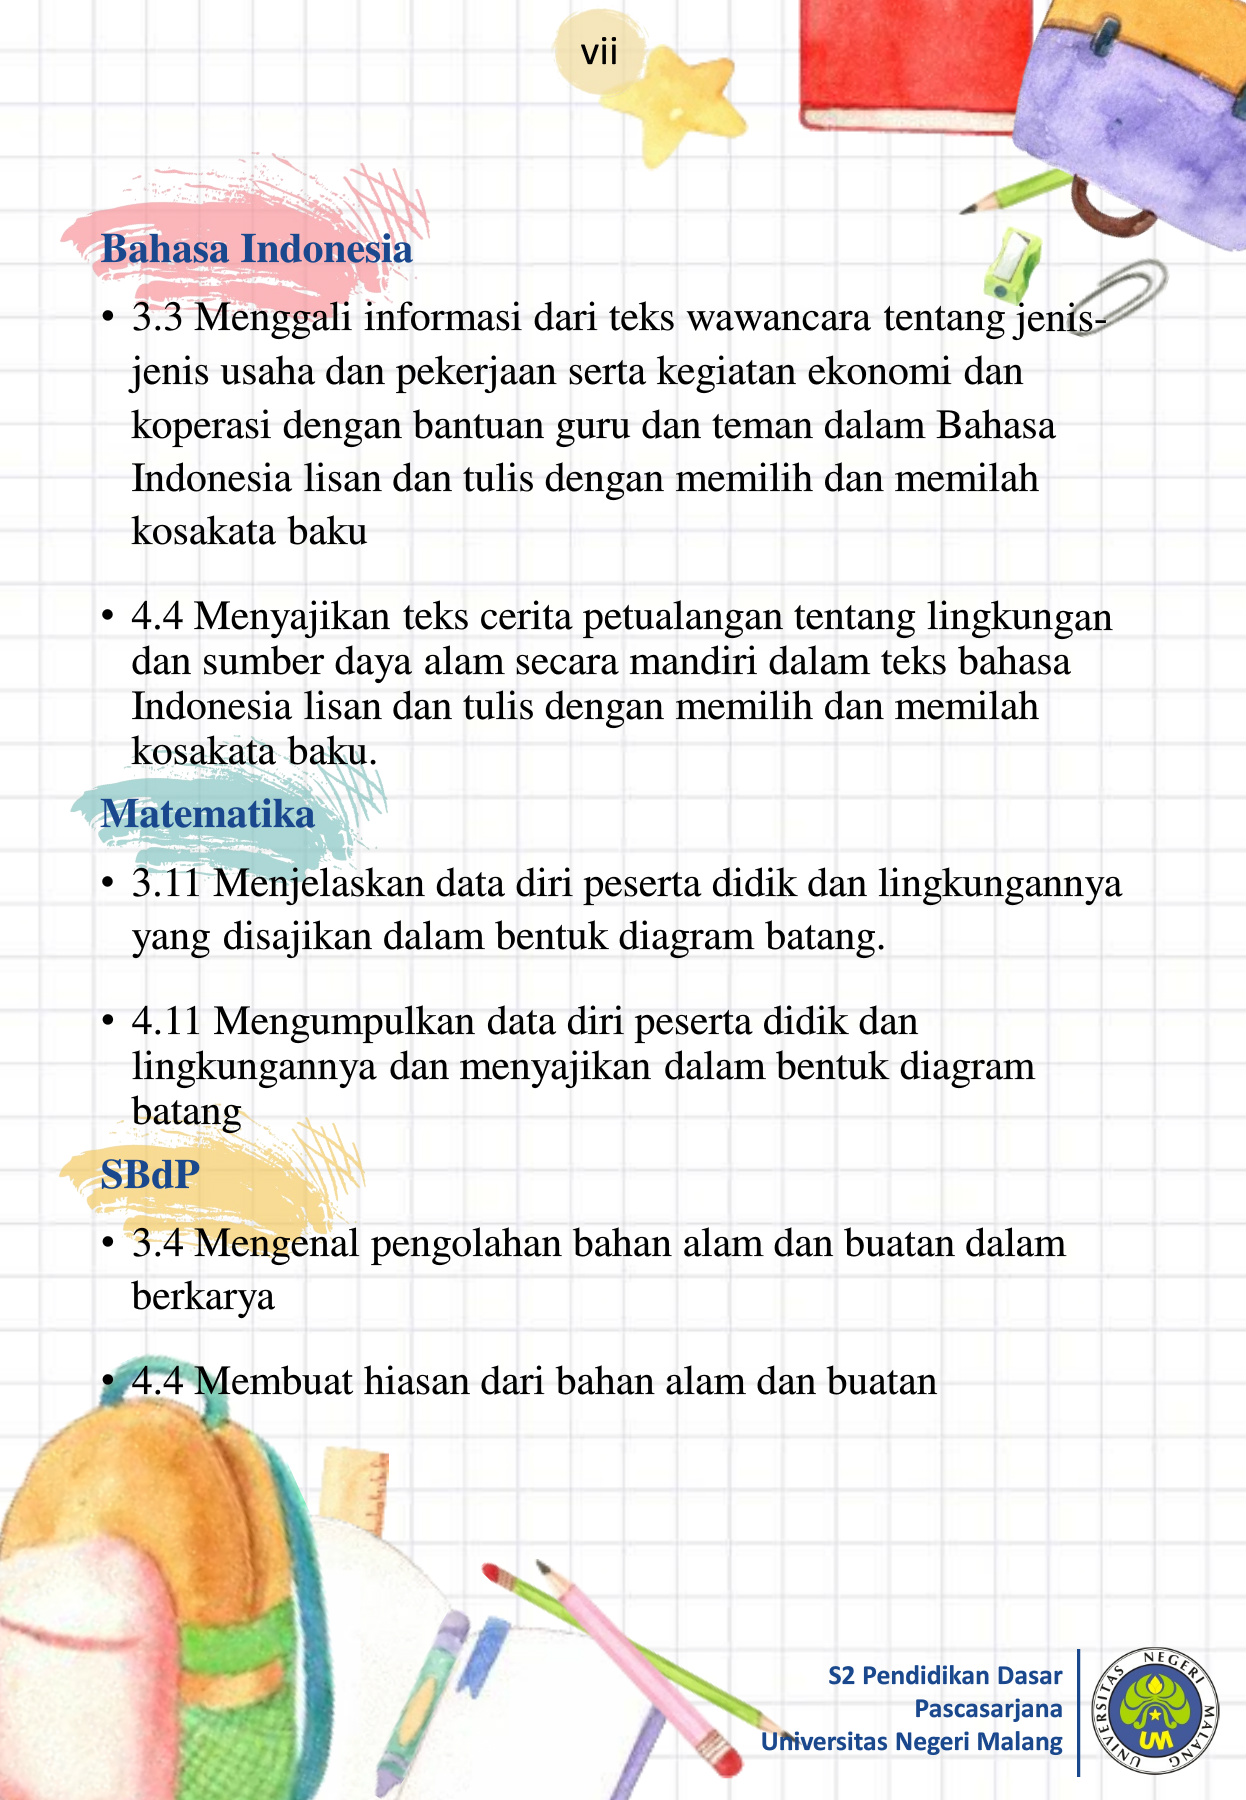 vii
Bahasa Indonesia
• 3.3 Menggali informasi dari teks wawancara tentang jenis-
jenis usaha dan pekerjaan serta kegiatan ekonomi dan
koperasi dengan bantuan guru dan teman dalam Bahasa
Indonesia lisan dan tulis dengan memilih dan memilah
kosakata baku
• 4.4 Menyajikan teks cerita petualangan tentang lingkungan
dan sumber daya alam secara mandiri dalam teks bahasa
Indonesia lisan dan tulis dengan memilih dan memilah
kosakata baku.
Matematika
• 3.11 Menjelaskan data diri peserta didik dan lingkungannya
yang disajikan dalam bentuk diagram batang.
• 4.11 Mengumpulkan data diri peserta didik dan
lingkungannya dan menyajikan dalam bentuk diagram
batang
SBdP
• 3.4 Mengenal pengolahan bahan alam dan buatan dalam
berkarya
• 4.4 Membuat hiasan dari bahan alam dan buatan
S2 Pendidikan Dasar
Pascasarjana
Universitas Negeri Malang
UNIVERSITAS NEGERI MALANG
UM